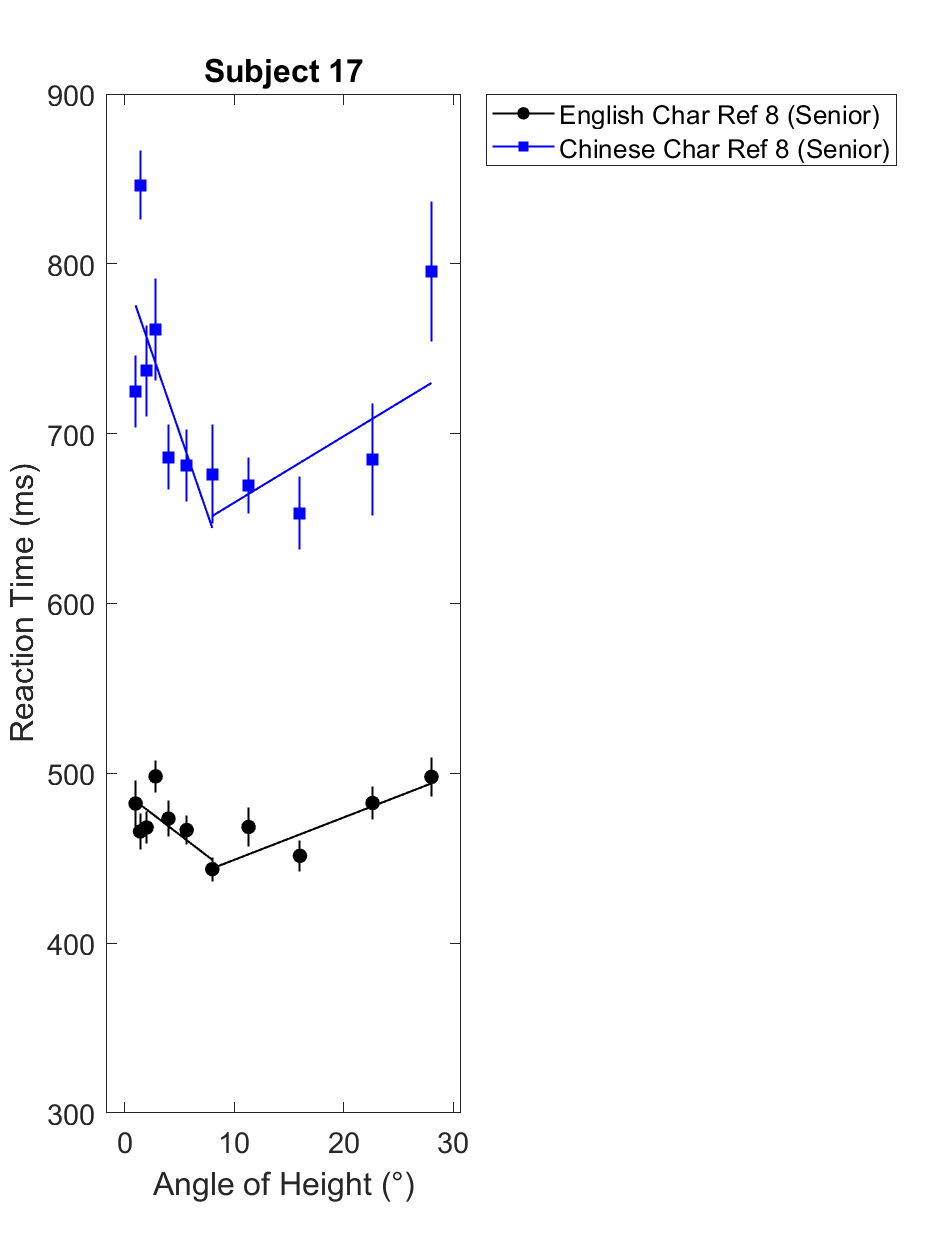 Subject 17
English Char Ref 8 (Senior)
Chinese Char Ref 8 (Senior)
900
800
700
600
500
400
300
Reaction Time (ms)
0 10 20 30
Angle of Height (°)